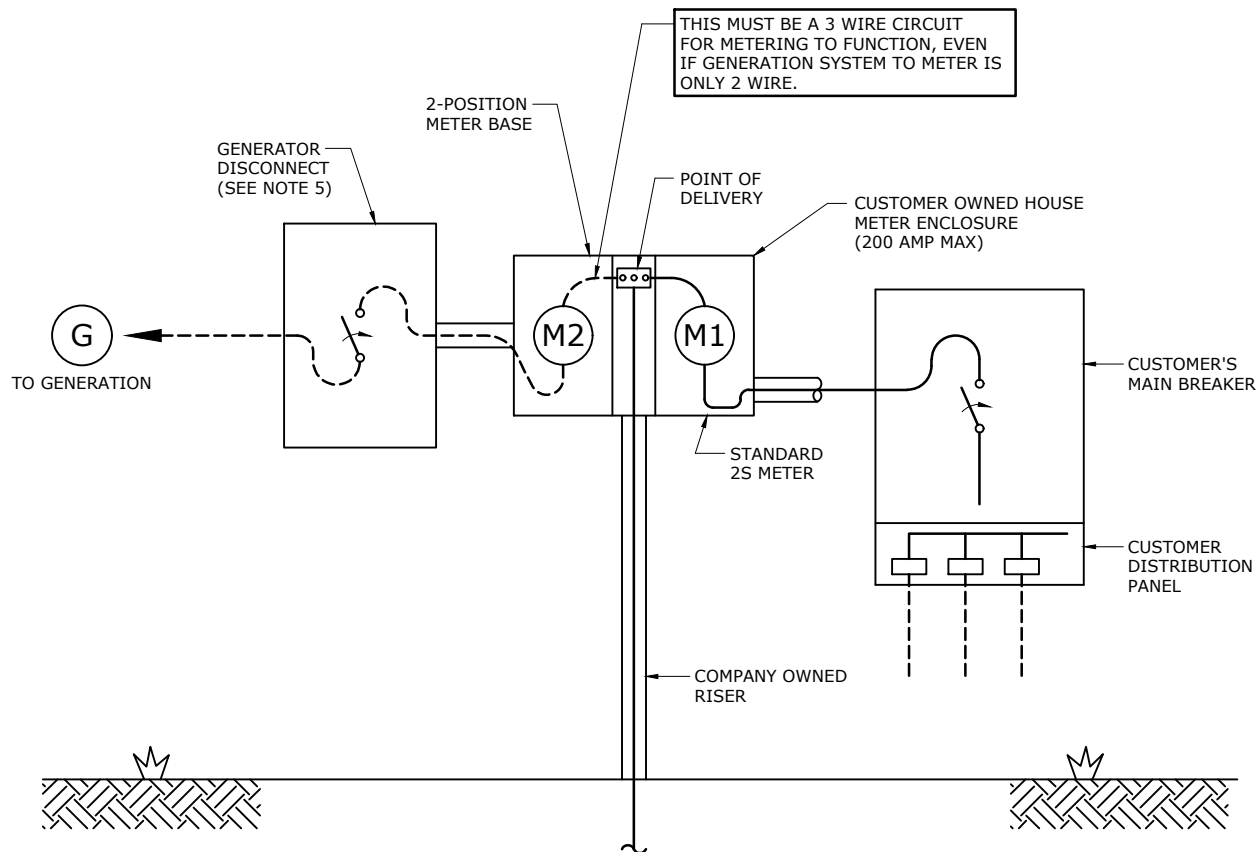 THIS MUST BE A 3 WIRE CIRCUIT
FOR METERING TO FUNCTION, EVEN
IF GENERATION SYSTEM TO METER IS
ONLY 2 WIRE.
2-POSITION
METER BASE
GENERATOR
DISCONNECT
(SEE NOTE 5)
POINT OF
DELIVERY
CUSTOMER OWNED HOUSE
METER ENCLOSURE
(200 AMP MAX)
G
TO GENERATION
M2
M1
CUSTOMER'S
MAIN BREAKER
STANDARD
2S METER
CUSTOMER
DISTRIBUTION
PANEL
COMPANY OWNED
RISER